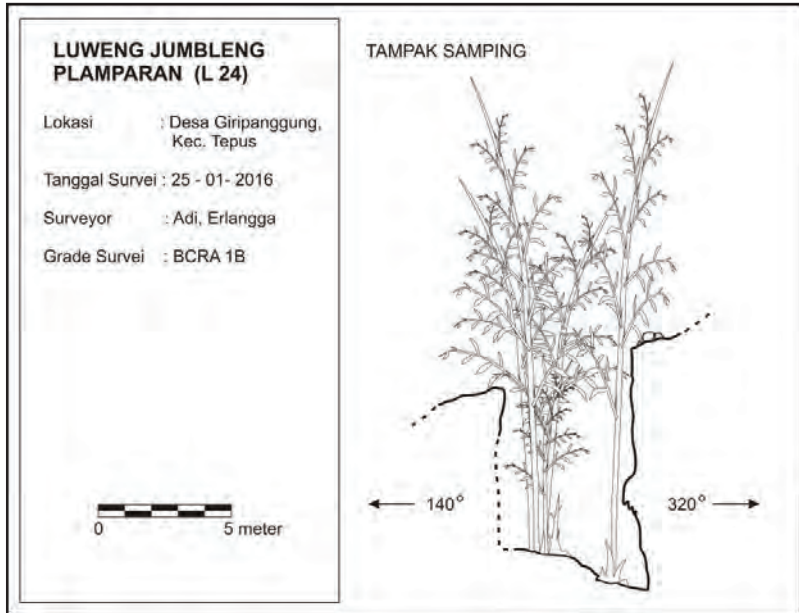 LUWENG JUMBLENG
PLAMPARAN (L 24)
Lokasi : Desa Giripanggung,
Kec. Tepus
Tanggal Survei : 25 - 01- 2016
Surveyor : Adi, Erlangga
Grade Survei : BCRA 1B
0 5 meter
TAMPAK SAMPING
140° 320°